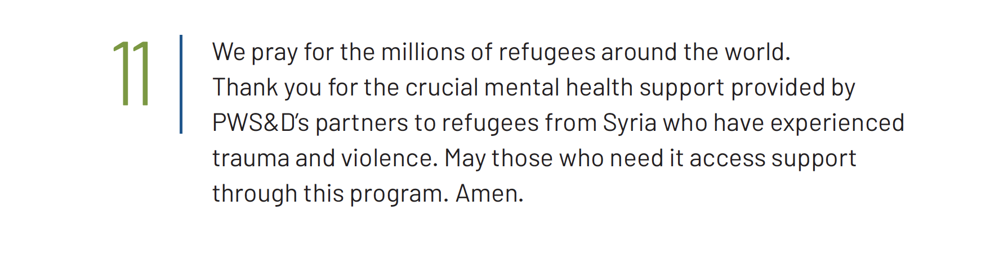 11
We pray for the millions of refugees around the world.
Thank you for the crucial mental health support provided by
PWS&D’s partners to refugees from Syria who have experienced
trauma and violence. May those who need it access support
through this program. Amen.